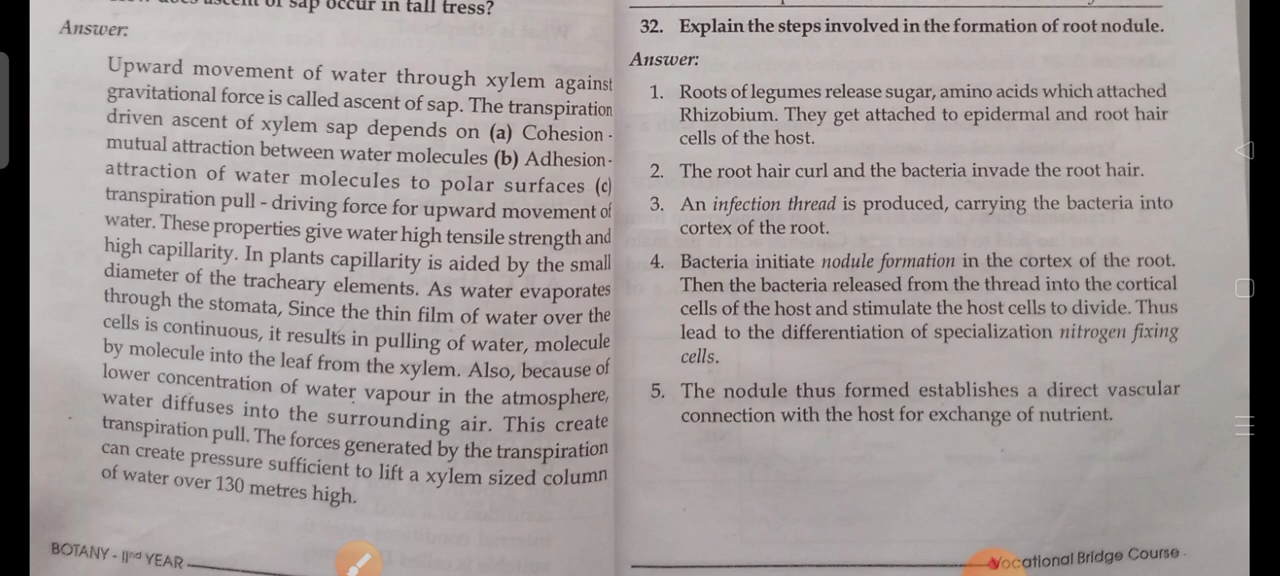 sap occur in tall tress?
Answer:
Upward movement of water through xylem against
gravitational force is called ascent of sap. The transpiration
driven ascent of xylem sap depends on (a) Cohesion -
mutual attraction between water molecules (b) Adhesion-
attraction of water molecules to polar surfaces (c)
transpiration pull - driving force for upward movement of
water. These properties give water high tensile strength and
high capillarity. In plants capillarity is aided by the small
diameter of the tracheary elements. As water evaporates
through the stomata, Since the thin film of water over the
cells is continuous, it results in pulling of water, molecule
by molecule into the leaf from the xylem. Also, because of
lower concentration of water vapour in the atmosphere,
water diffuses into the surrounding air. This create
transpiration pull. The forces generated by the transpiration
can create pressure sufficient to lift a xylem sized column
of water over 130 metres high.
BOTANY - IInd YEAR
32. Explain the steps involved in the formation of root nodule.
Answer:
1. Roots of legumes release sugar, amino acids which attached
Rhizobium. They get attached to epidermal and root hair
cells of the host.
2. The root hair curl and the bacteria invade the root hair.
3. An infection thread is produced, carrying the bacteria into
cortex of the root.
4. Bacteria initiate nodule formation in the cortex of the root.
Then the bacteria released from the thread into the cortical
cells of the host and stimulate the host cells to divide. Thus
lead to the differentiation of specialization nitrogen fixing
cells.
5. The nodule thus formed establishes a direct vascular
connection with the host for exchange of nutrient.
Vocational Bridge Course